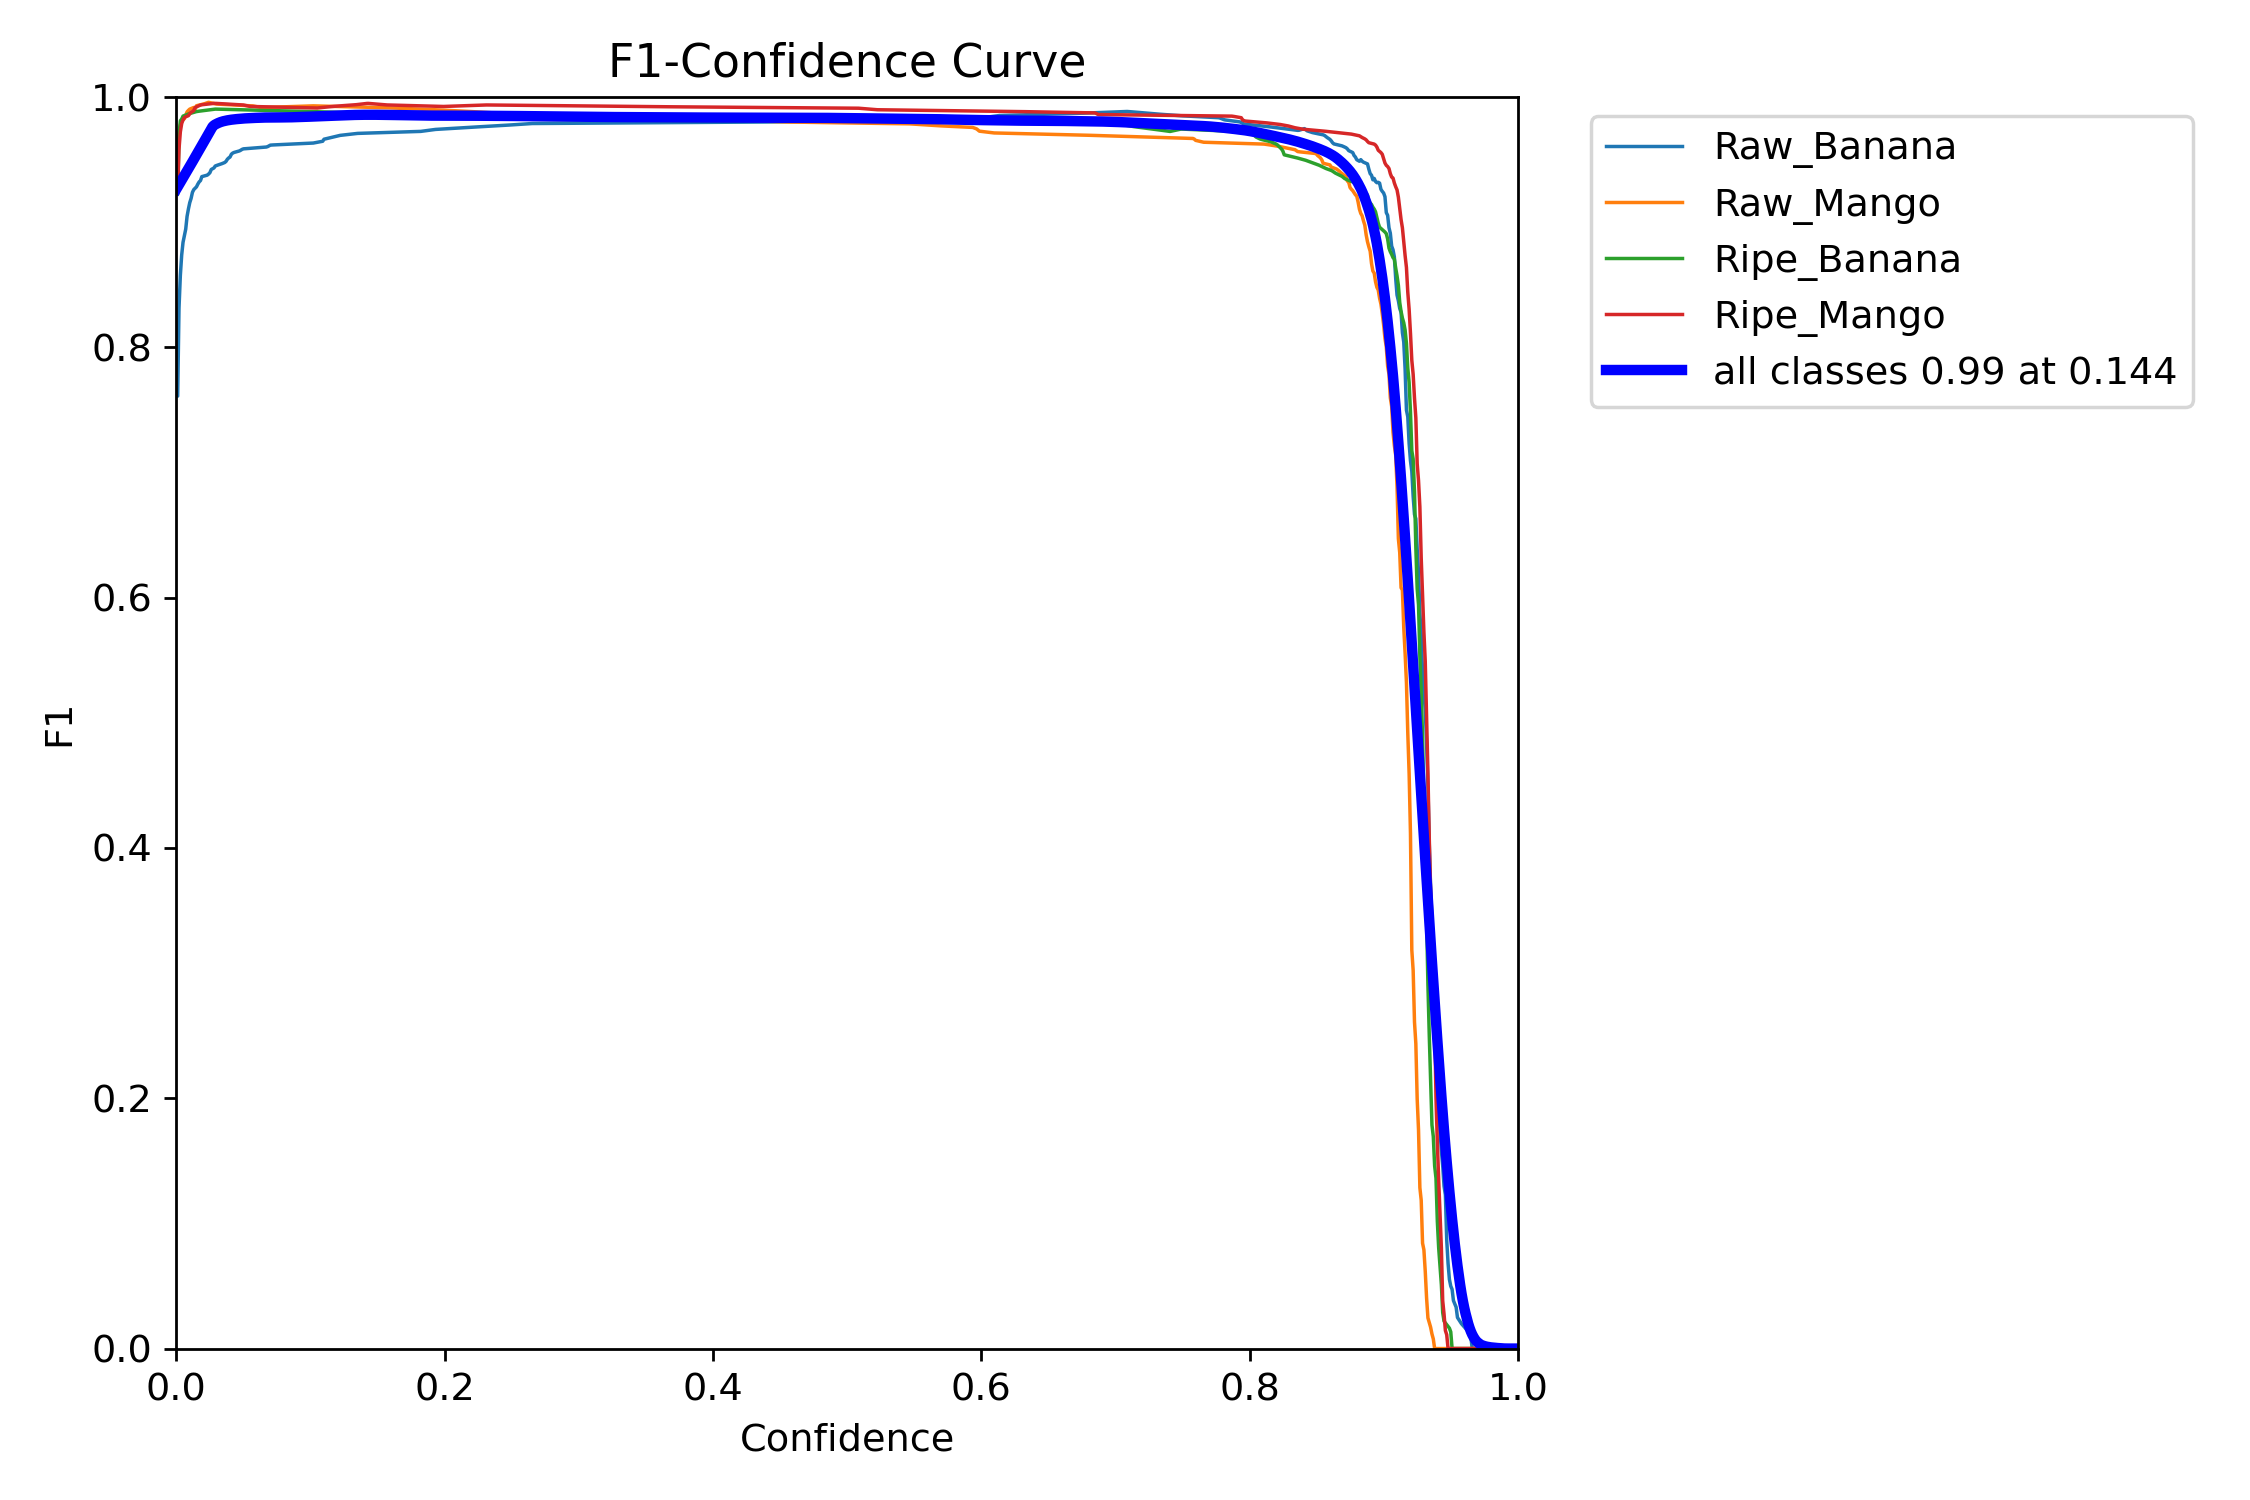 F1-Confidence Curve
1.0
0.8
0.6
0.4
0.2
0.0
F1
0.0 0.2 0.4 0.6 0.8 1.0
Confidence
Raw_Banana
Raw_Mango
Ripe_Banana
Ripe_Mango
all classes 0.99 at 0.144